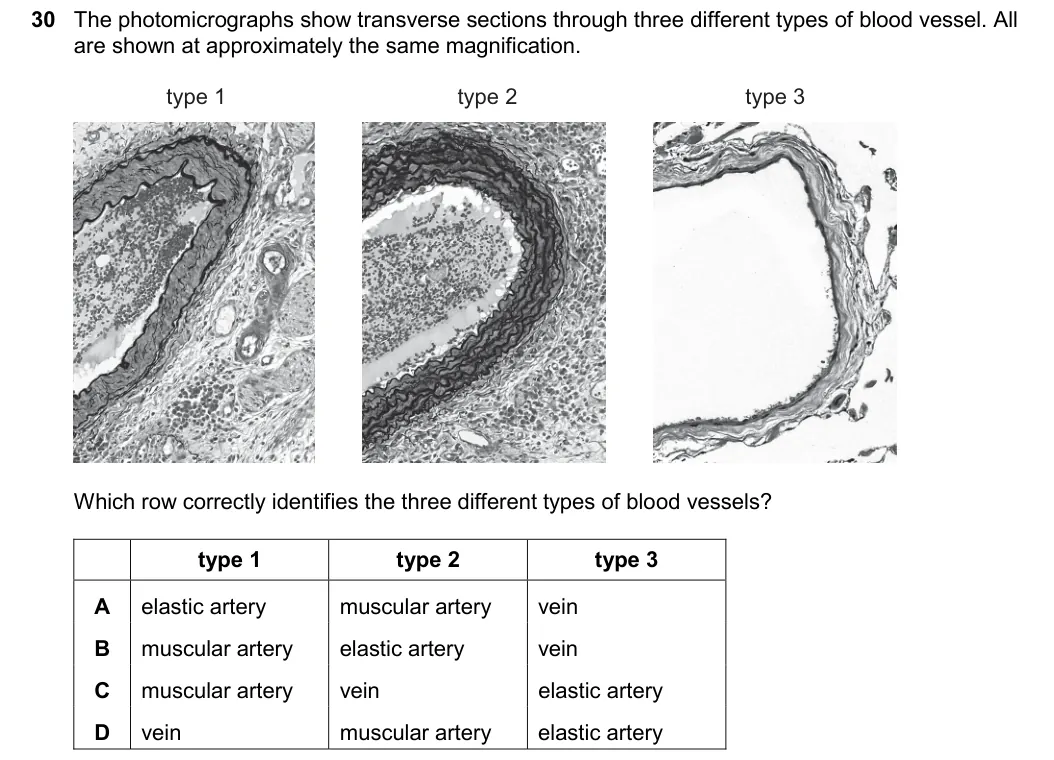 30 The photomicrographs show transverse sections through three different types of blood vessel. All
are shown at approximately the same magnification.
type 1 type 2 type 3
Which row correctly identifies the three different types of blood vessels?
type 1 type 2 type 3
A elastic artery muscular artery vein
B muscular artery elastic artery vein
C muscular artery vein elastic artery
D vein muscular artery elastic artery